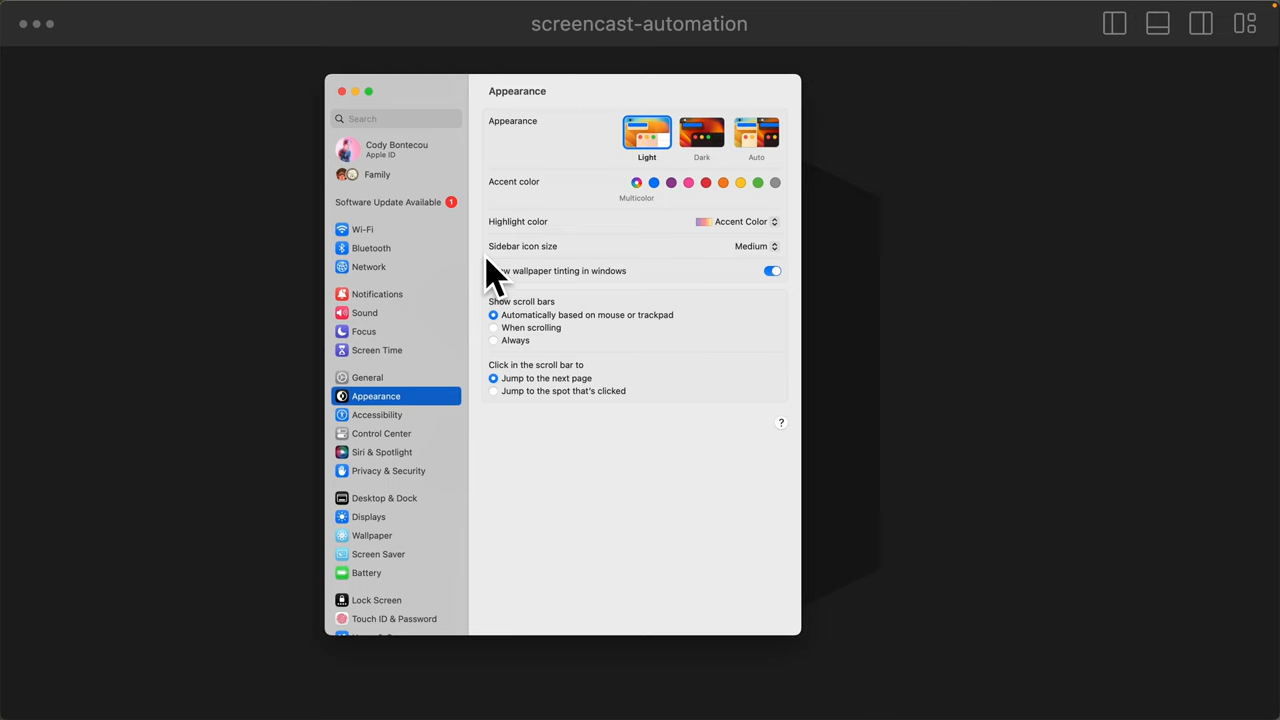 screencast-automation
Search
Cody Bontecou
Apple ID
Family
Software Update Available 1
Wi-Fi
Bluetooth
Network
Notifications
Sound
Focus
Screen Time
General
Appearance
Accessibility
Control Center
Siri & Spotlight
Privacy & Security
Desktop & Dock
Displays
Wallpaper
Screen Saver
Battery
Lock Screen
Touch ID & Password
Appearance
Appearance
Light Dark Auto
Accent color
Multicolor
Highlight color Accent Color
Sidebar icon size Medium
wallpaper tinting in windows
Show scroll bars
Automatically based on mouse or trackpad
When scrolling
Always
Click in the scroll bar to
Jump to the next page
Jump to the spot that's clicked
?